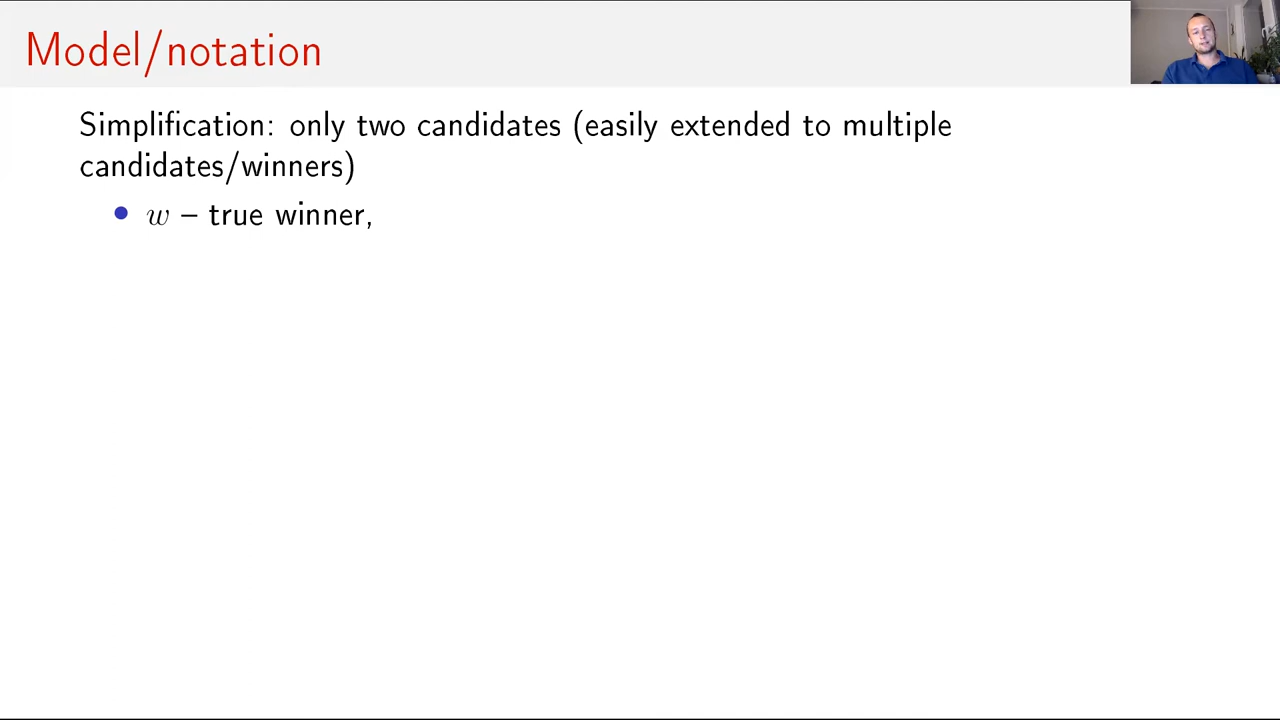 Model/notation
Simplification: only two candidates (easily extended to multiple
candidates/winners)
• w – true winner,